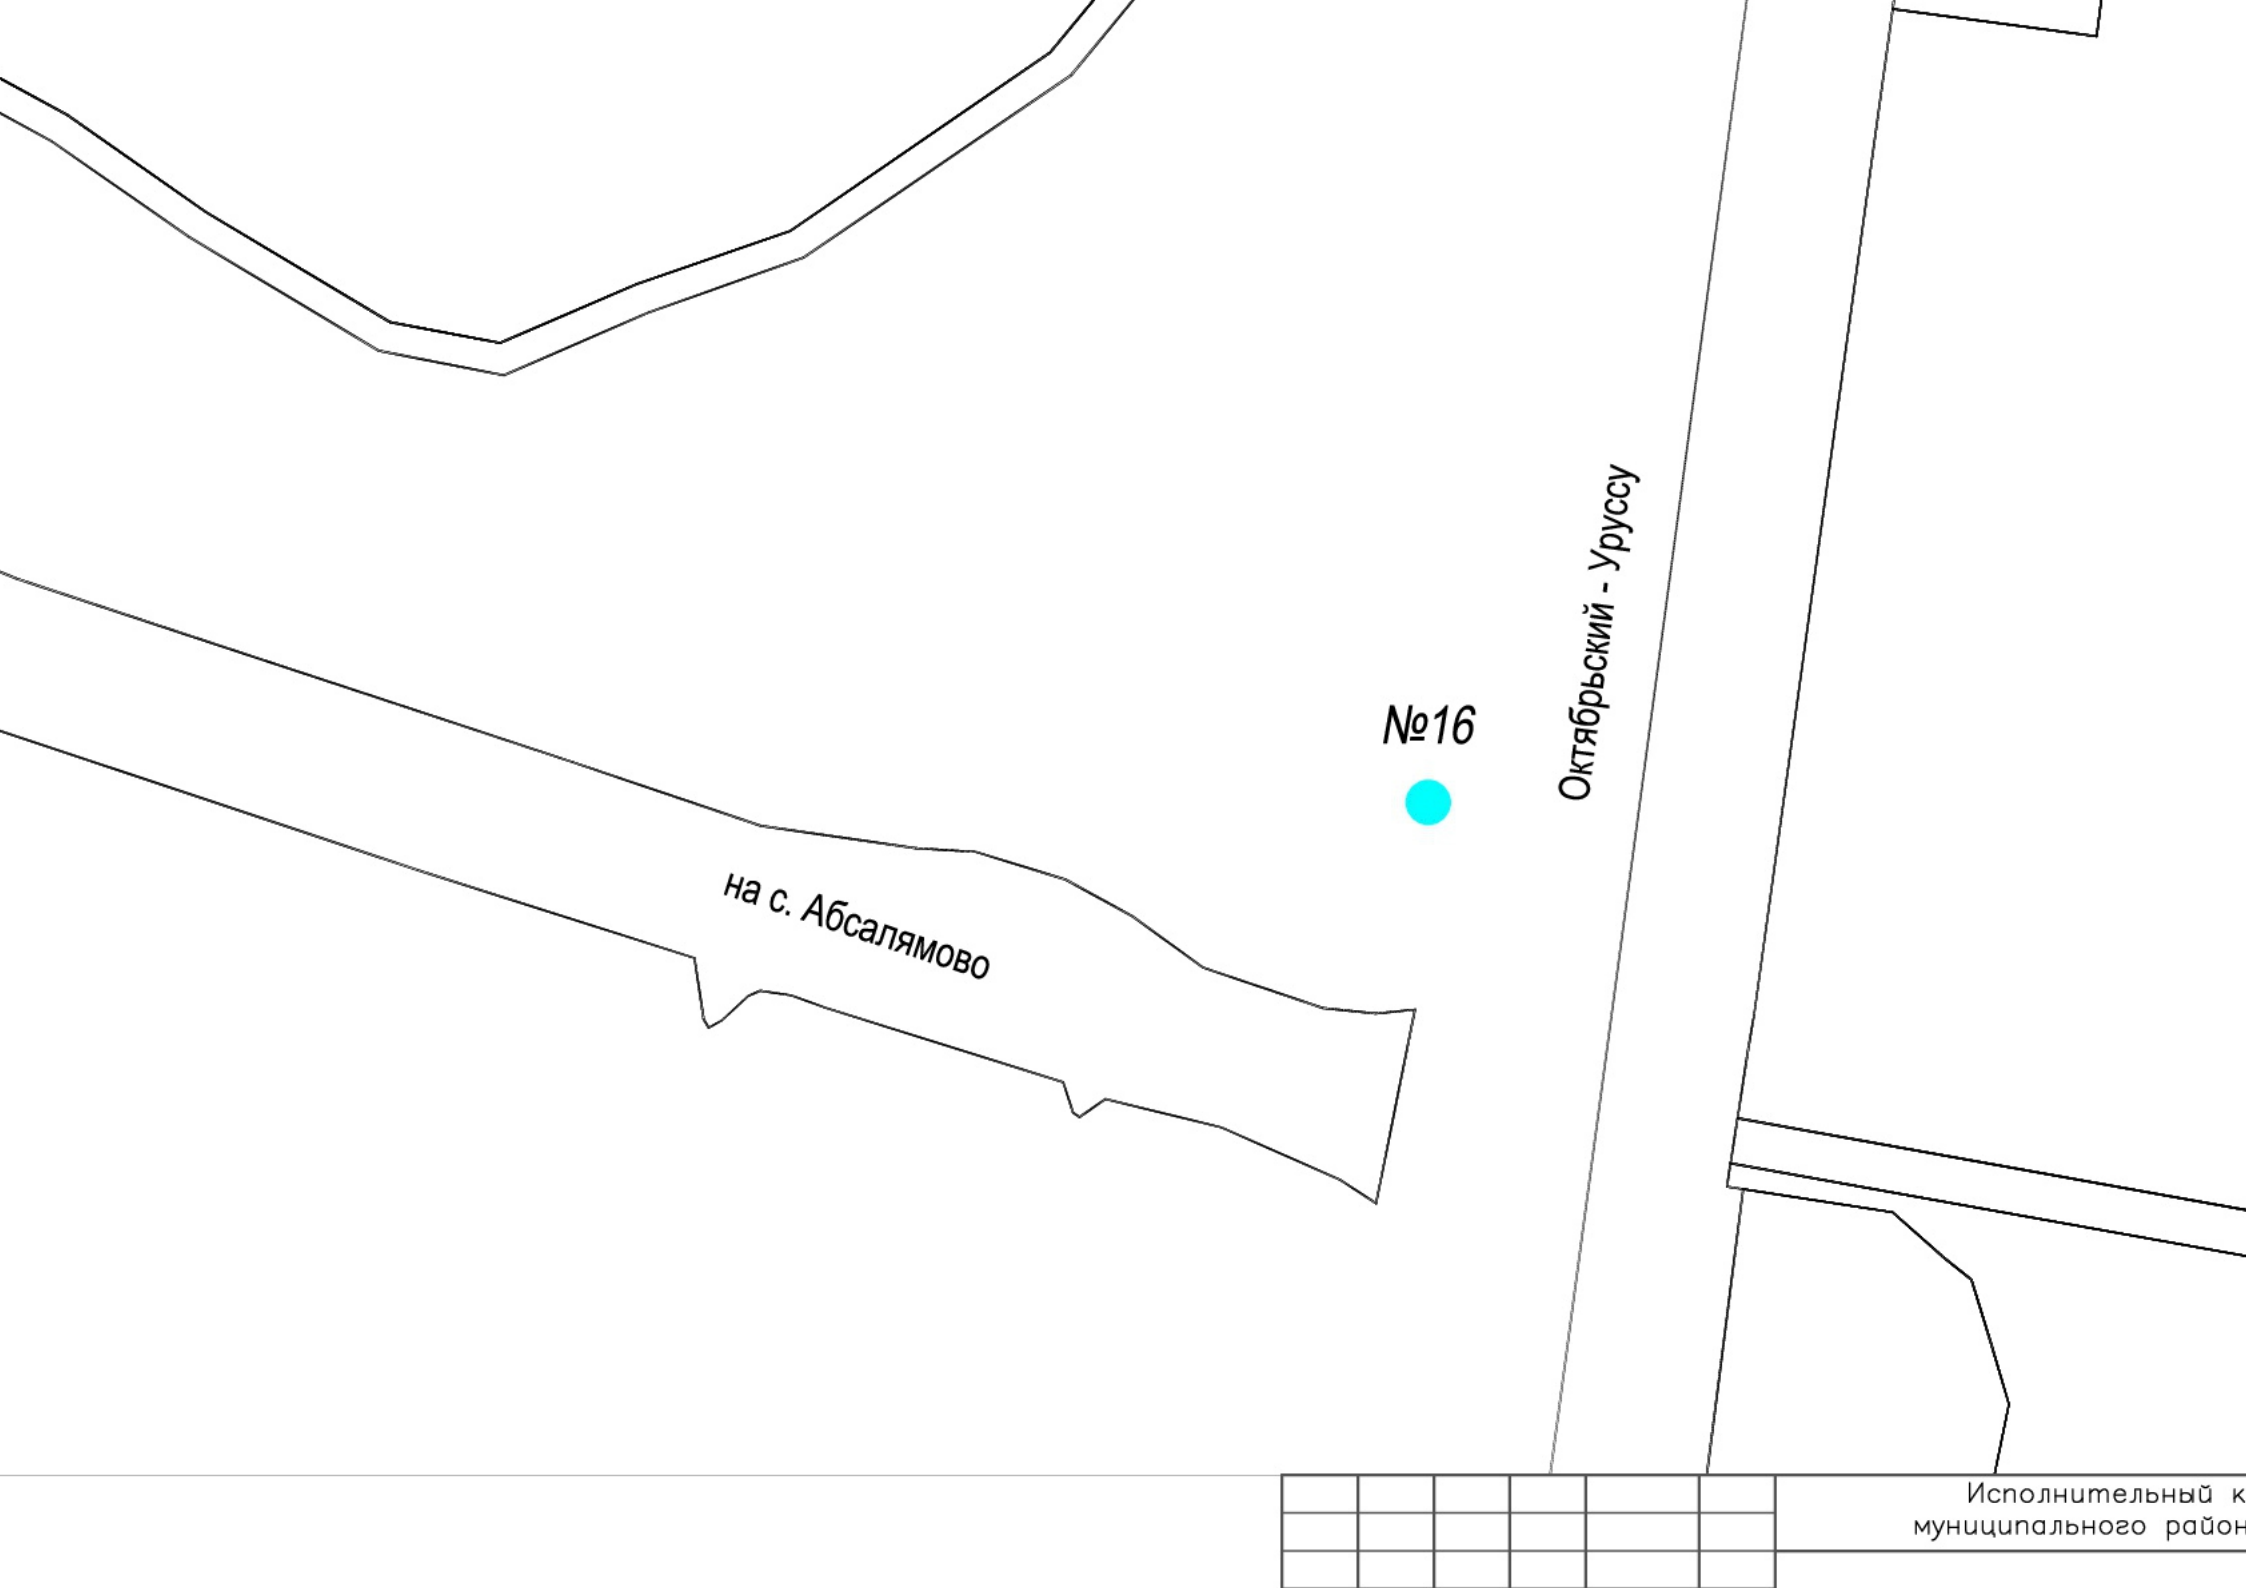 Октябрьский - Уруссу
№16
на с. Абсалямово
Исполнительный к
муниципального район